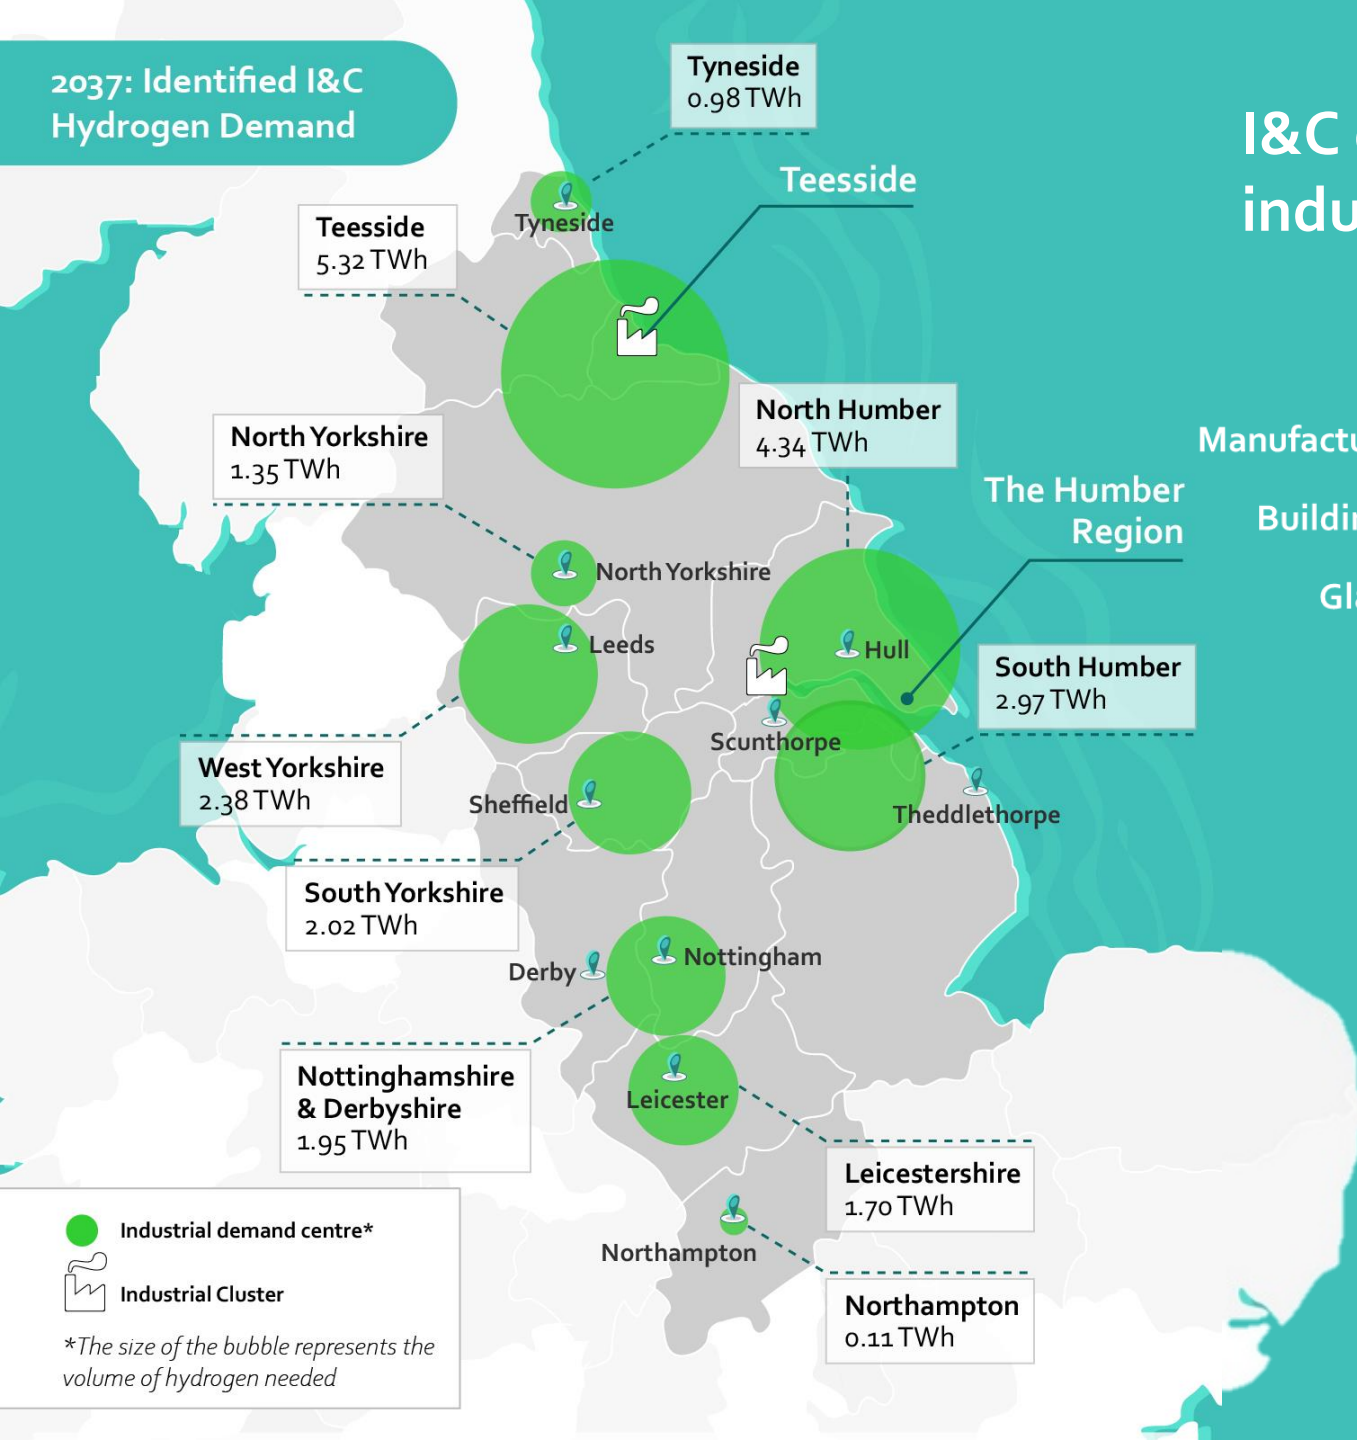 2037: Identified I&C
Hydrogen Demand
Tyneside
0.98 TWh
I&C
indu
Teesside
Tyneside
Teesside
5.32 TWh
North Humber
4.34 TWh
North Yorkshire
1.35 TWh
Manufactu
The Humber
Region
Buildin
North Yorkshire
Gla
Leeds
Hull
South Humber
2.97 TWh
Scunthorpe
West Yorkshire
2.38 TWh
Sheffield
Theddlethorpe
South Yorkshire
2.02 TWh
Nottingham
Derby
Nottinghamshire
& Derbyshire
1.95 TWh
Leicester
Leicestershire
1.70 TWh
Northampton
Northampton
0.11 TWh
Industrial demand centre*
Industrial Cluster
*The size of the bubble represents the
volume of hydrogen needed